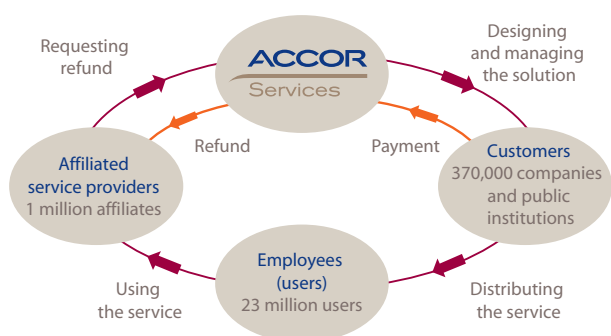 Requesting
refund
ACCOR
Services
Designing
and managing
the solution
Refund
Payment
Affiliated
service providers
1 million affiliates
Customers
370,000 companies
and public
institutions
Using
the service
Employees
(users)
23 million users
Distributing
the service